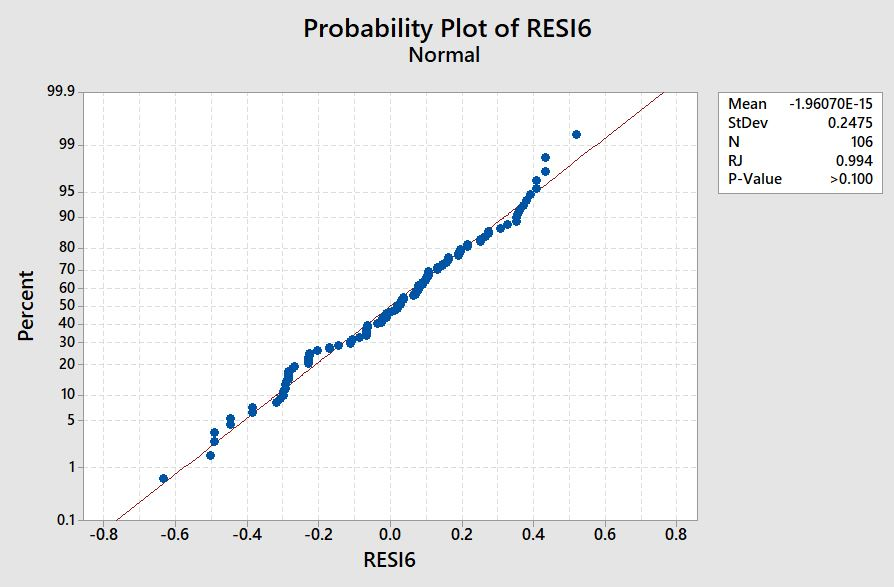 Probability Plot of RESI6
Normal
99.9
99
95
90
80
70
60
50
40
30
20
10
5
1
0.1
Percent
-0.8 -0.6 -0.4 -0.2 0.0 0.2 0.4 0.6 0.8
RESI6
Mean -1.96070E-15
StDev 0.2475
N 106
RJ 0.994
P-Value >0.100